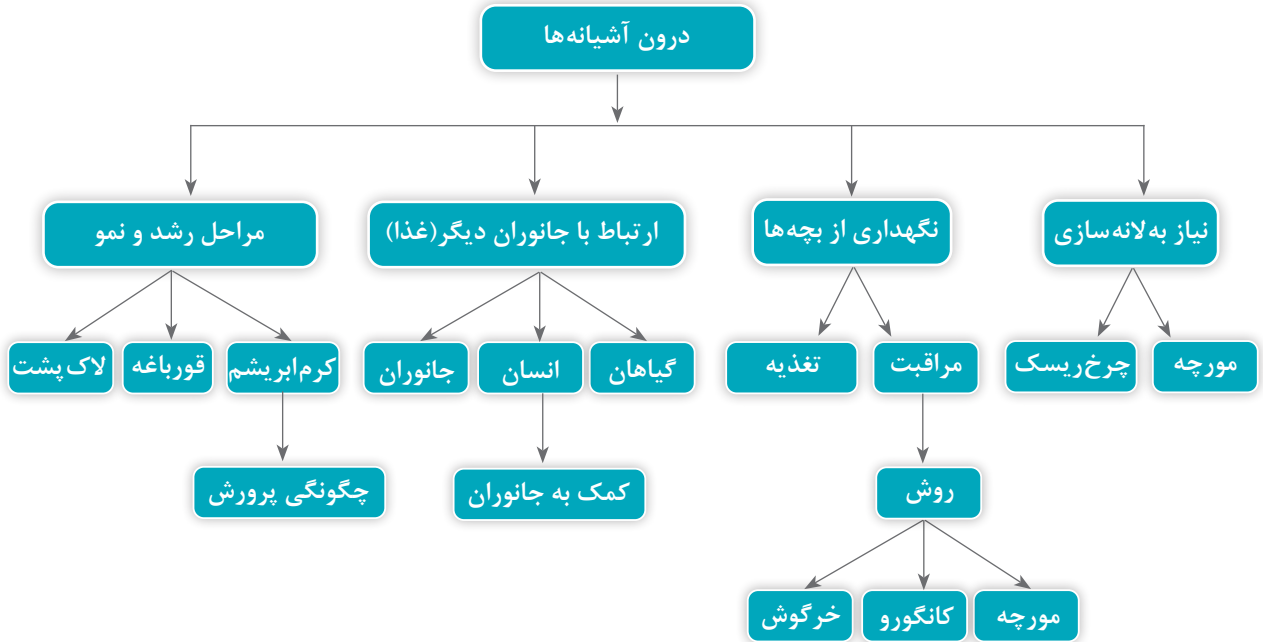 درون آشیانه‌ها
نیاز به لانه‌سازی
نگهداری از بچه‌ها
ارتباط با جانوران دیگر(غذا)
مراحل رشد و نمو
مورچه
چرخ‌ریسک
مراقبت
تغذیه
گیاهان
انسان
جانوران
کرم‌ابریشم
قورباغه
لاک‌پشت
روش
کمک به جانوران
چگونگی پرورش
مورچه
کانگورو
خرگوش